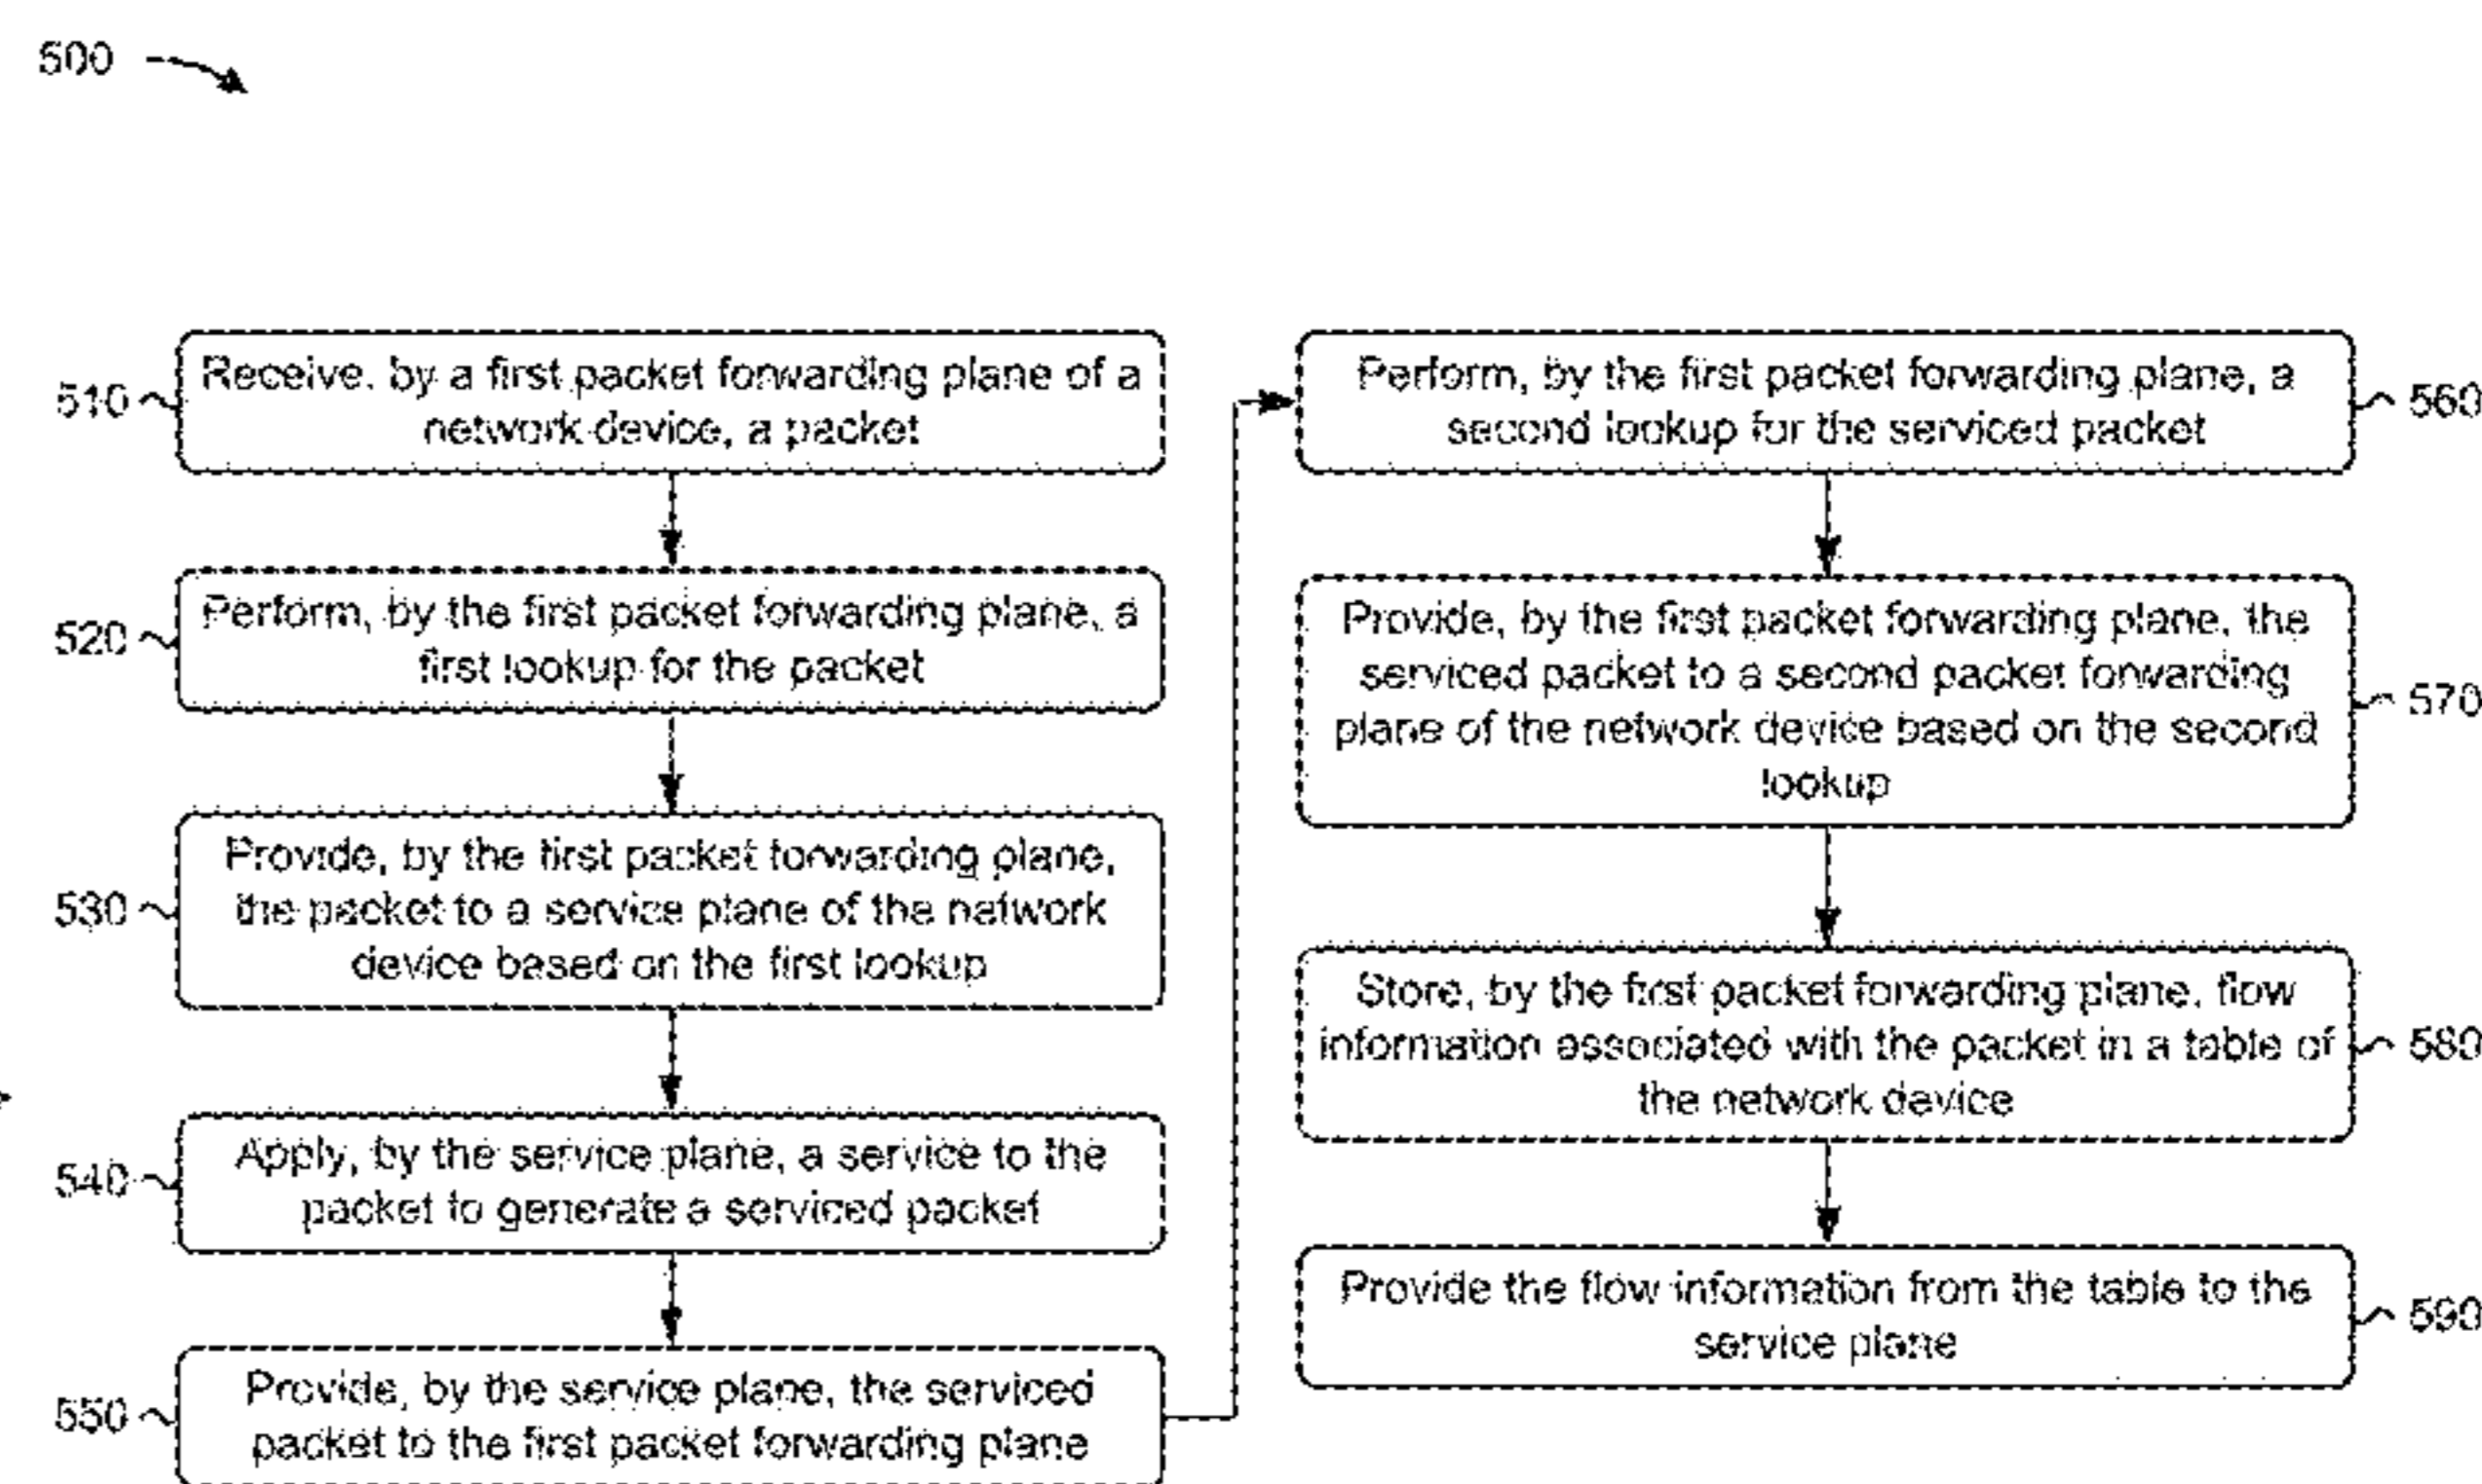 500
510
Receive, by a first packet forwarding plane of a
network device, a packet
520
Perform, by the first packet forwarding plane, a
first lookup for the packet
530
Provide, by the first packet forwarding plane,
the packet to a service plane of the network
device based on the first lookup
540
Apply, by the service plane, a service to the
packet to generate a serviced packet
550
Provide, by the service plane, the serviced
packet to the first packet forwarding plane
560
Perform, by the first packet forwarding plane, a
second lookup for the serviced packet
570
Provide, by the first packet forwarding plane, the
serviced packet to a second packet forwarding
plane of the network device based on the second
lookup
580
Store, by the first packet forwarding plane, flow
information associated with the packet in a table of
the network device
590
Provide the flow information from the table to the
service plane